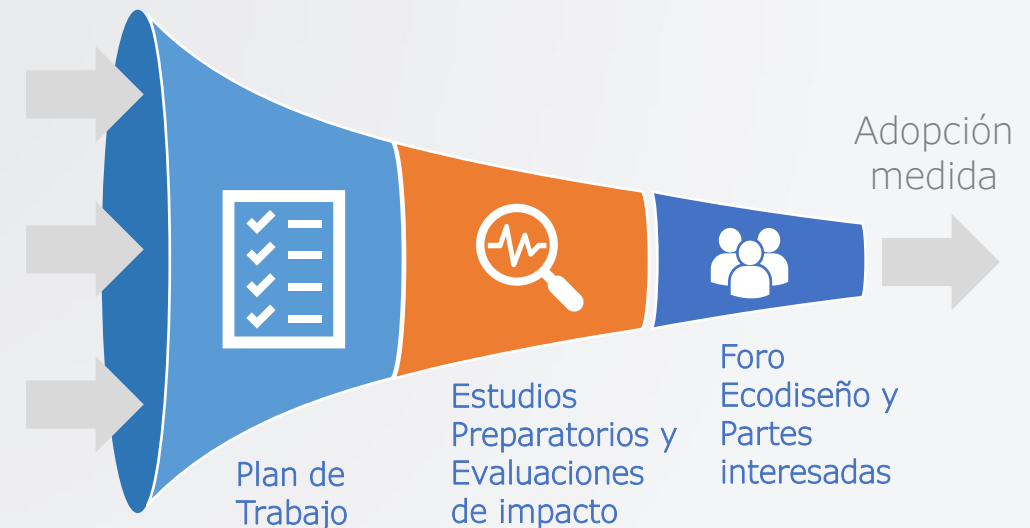 Adopción
medida
Plan de
Trabajo
Estudios
Preparatorios y
Evaluaciones
de impacto
Foro
Ecodiseño y
Partes
interesadas